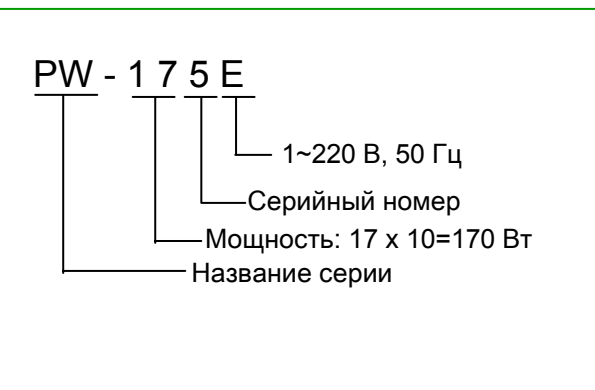 PW - 1 7 5 E
1~220 В, 50 Гц
Серийный номер
Мощность: 17 х 10=170 Вт
Название серии